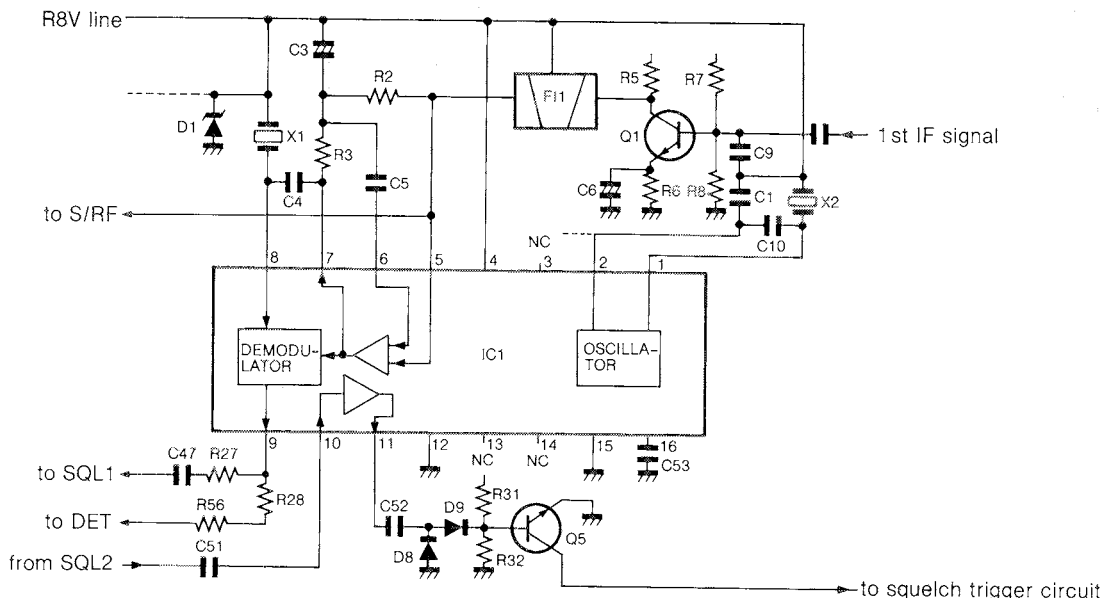 R8V line
C3
R2
R5
R7
FI1
D1
X1
Q1
1st IF signal
R3
C9
C5
C6
R6
R8
C1
X2
C4
to S/RF
NC
C10
8
7
6
5
4
3
2
1
DEMODU-
LATOR
IC1
OSCILLA-
TOR
9
10
11
12
13
14
15
16
NC
NC
C53
C47
R27
to SQL1
R28
R31
C52
D9
R56
to DET
Q5
C51
D8
R32
from SQL2
to squelch trigger circuit